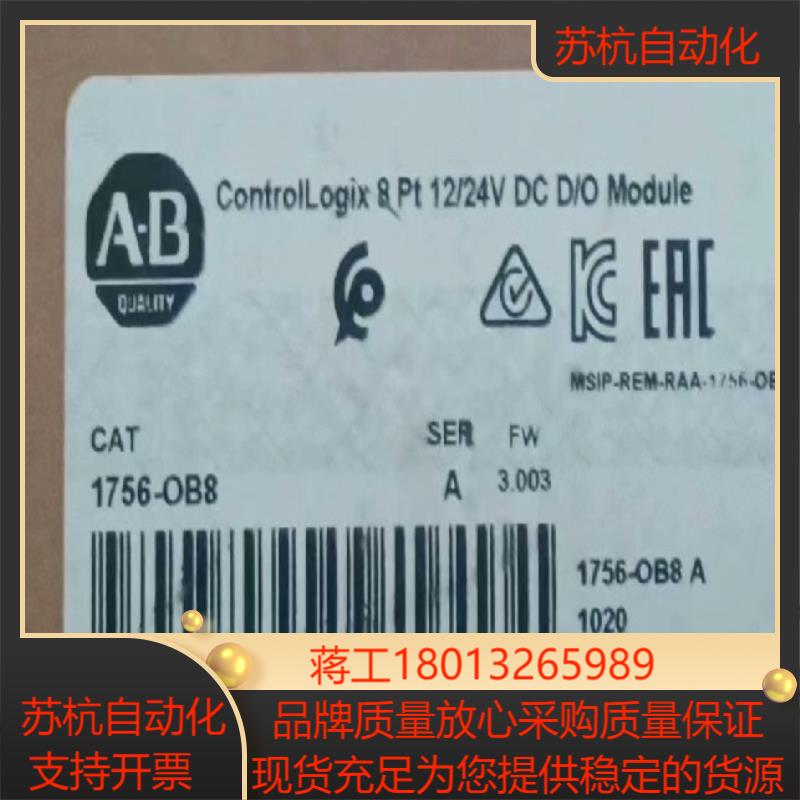 苏杭自动化
A-B
QUALITY
ControlLogix 8 Pt 12/24V DC D/O Module
EAC
MSIP-REM-RAA-1756-OB
CAT
SER
FW
1756-OB8
A
3.003
1756-OB8 A
1020
蒋工18013265989
苏杭自动化
支持开票
品牌质量放心采购质量保证
现货充足为您提供稳定的货源